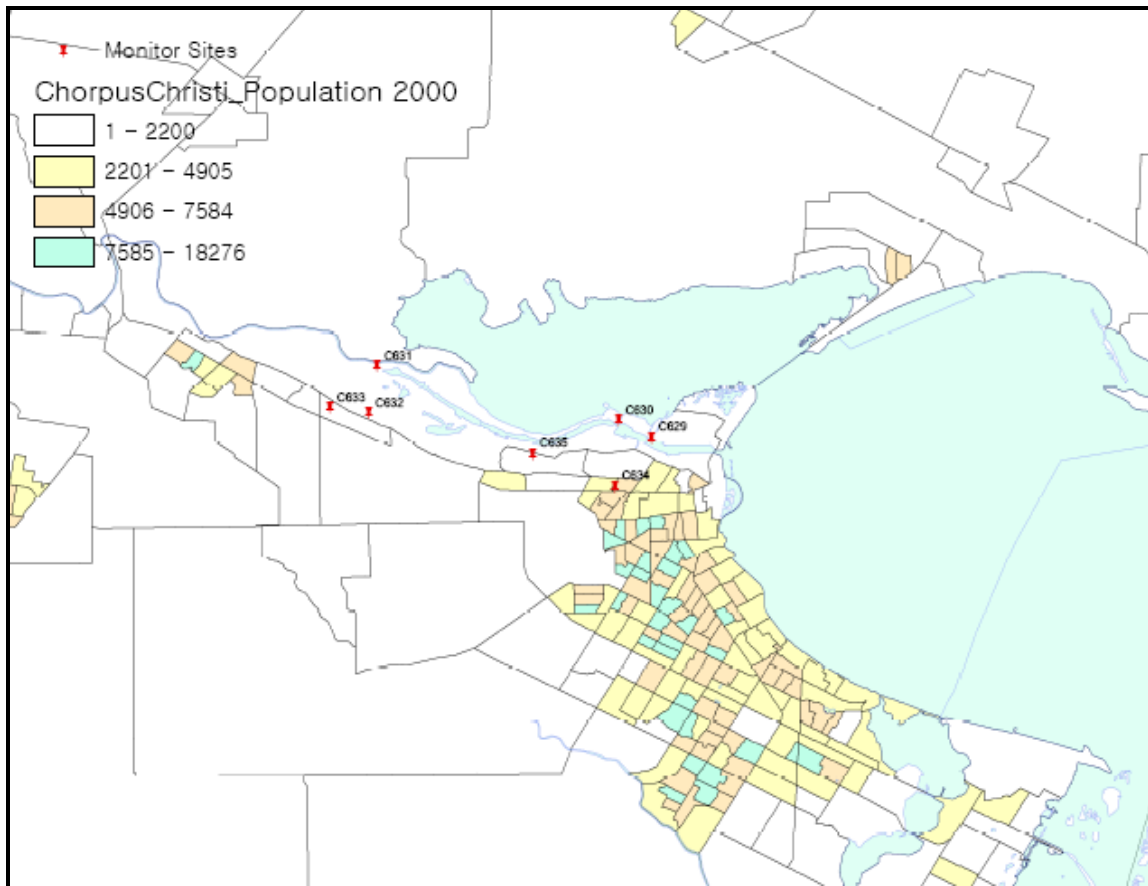 Monitor Sites
ChorpusChristi_Population 2000
1 - 2200
2201 - 4905
4906 - 7584
7585 - 18276
C631
C633
C632
C630
C629
C635
C634